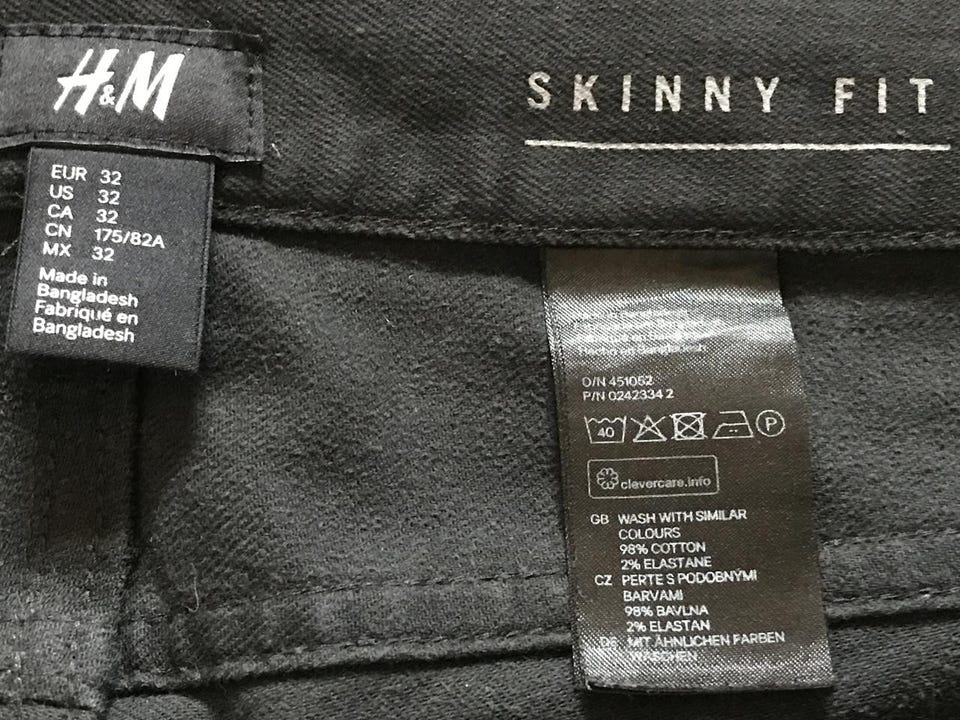 H&M
SKINNY FIT
EUR 32
US 32
CA 32
CN 175/82A
MX 32
Made in
Bangladesh
Fabriqué en
Bangladesh
O/N 451052
P/N 0242334 2
40
P
clevercare.info
GB WASH WITH SIMILAR
COLOURS
98% COTTON
2% ELASTANE
CZ PERTE S PODOBNÝMI
BARVAMI
98% BAVLNA
2% ELASTAN
DE MIT ÄHNLICHEN FARBEN
WASCHEN